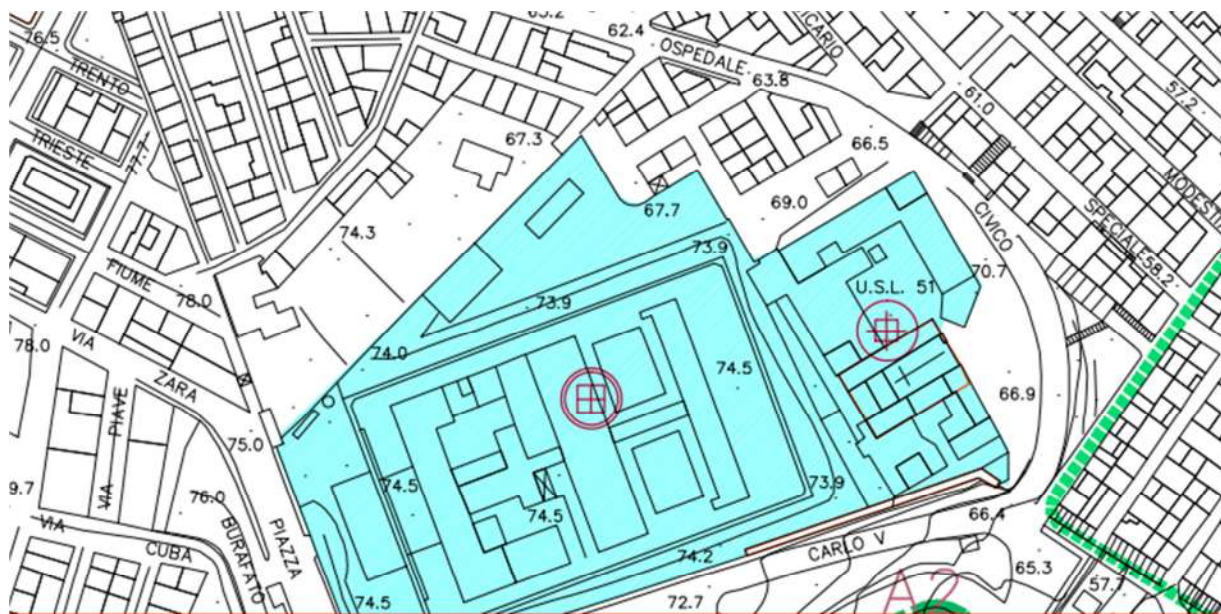 63.2
76.5
62.4
OSPEDALE
63.8
TRENTO
61.0
57.2
77.7
67.3
66.5
TRIESTE
MODEST
67.7
69.0
CIVICO
SPECIALE
58.2
74.3
73.9
70.7
FIUME
78.0
73.9
U.S.L. 51
VIA ZARA
78.0
74.0
74.5
66.9
VIA PIAVE
75.0
9.7
76.0
74.5
74.5
73.9
66.4
VIA CUBA
BURAFATO
PIAZZA
74.2
CARLO V
65.3
57.7
74.5
72.7
A2